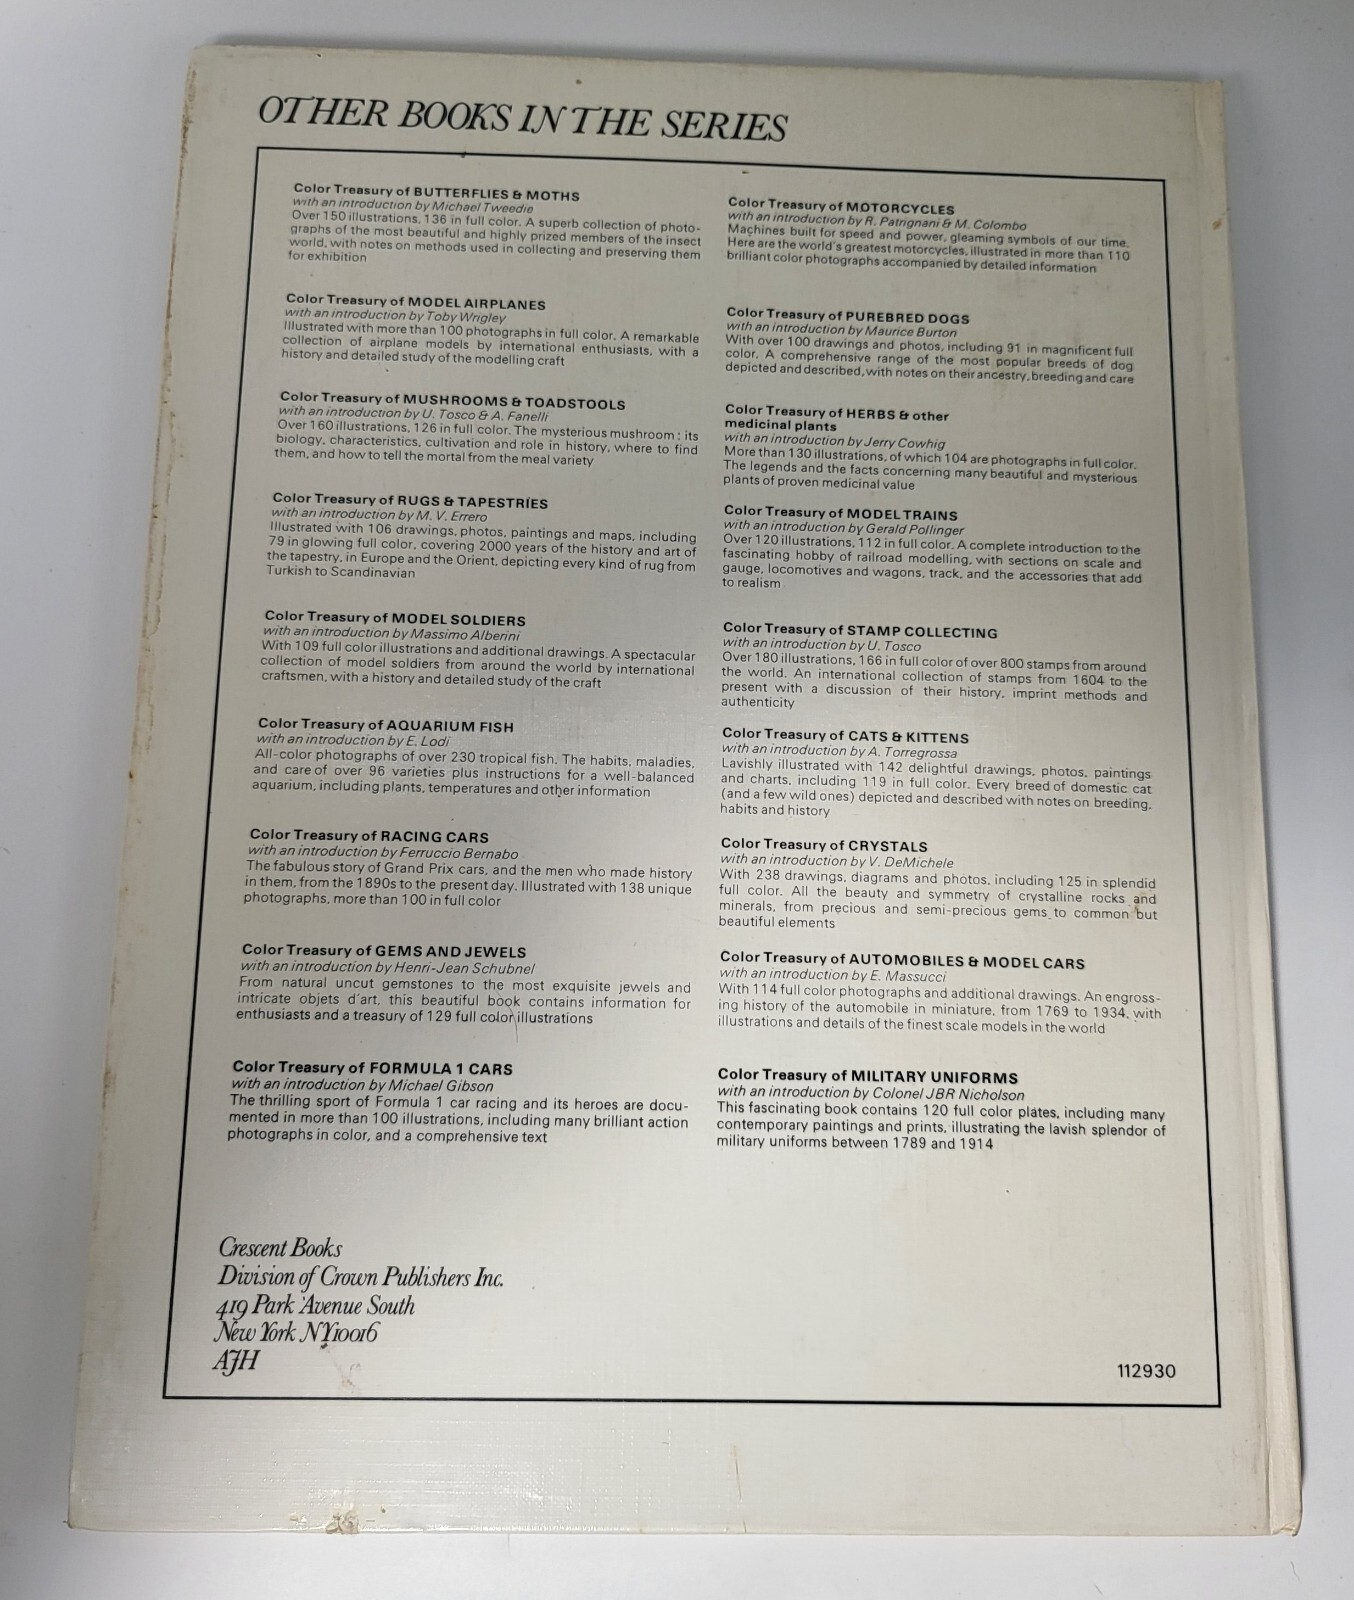 OTHER BOOKS IN THE SERIES
Color Treasury of BUTTERFLIES & MOTHS
with an introduction by Michael Tweedie
Over 150 illustrations, 136 in full color. A superb collection of photo-
graphs of the most beautiful and highly prized members of the insect
world, with notes on methods used in collecting and preserving them
for exhibition
Color Treasury of MODEL AIRPLANES
with an introduction by Toby Wrigley
Illustrated with more than 100 photographs in full color. A remarkable
collection of airplane models by international enthusiasts, with a
history and detailed study of the modelling craft
Color Treasury of MUSHROOMS & TOADSTOOLS
with an introduction by U. Tosco & A. Fanelli
Over 160 illustrations, 126 in full color. The mysterious mushroom: its
biology, characteristics, cultivation and role in history, where to find
them, and how to tell the mortal from the meal variety
Color Treasury of RUGS & TAPESTRIES
with an introduction by M. V. Errero
Illustrated with 106 drawings, photos, paintings and maps, including
79 in glowing full color, covering 2000 years of the history and art of
the tapestry, in Europe and the Orient, depicting every kind of rug from
Turkish to Scandinavian
Color Treasury of MODEL SOLDIERS
with an introduction by Massimo Alberini
With 109 full color illustrations and additional drawings. A spectacular
collection of model soldiers from around the world by international
craftsmen, with a history and detailed study of the craft
Color Treasury of AQUARIUM FISH
with an introduction by E. Lodi
All-color photographs of over 230 tropical fish. The habits, maladies,
and care of over 96 varieties plus instructions for a well-balanced
aquarium, including plants, temperatures and other information
Color Treasury of RACING CARS
with an introduction by Ferruccio Bernabo
The fabulous story of Grand Prix cars, and the men who made history
in them, from the 1890s to the present day. Illustrated with 138 unique
photographs, more than 100 in full color
Color Treasury of GEMS AND JEWELS
with an introduction by Henri-Jean Schubnel
From natural uncut gemstones to the most exquisite jewels and
intricate objets d'art, this beautiful book contains information for
enthusiasts and a treasury of 129 full color illustrations
Color Treasury of FORMULA 1 CARS
with an introduction by Michael Gibson
The thrilling sport of Formula 1 car racing and its heroes are docu-
mented in more than 100 illustrations, including many brilliant action
photographs in color, and a comprehensive text
Color Treasury of MOTORCYCLES
with an introduction by R. Patrignani & M. Colombo
Machines built for speed and power, gleaming symbols of our time.
Here are the world's greatest motorcycles, illustrated in more than 110
brilliant color photographs accompanied by detailed information
Color Treasury of PUREBRED DOGS
with an introduction by Maurice Burton
With over 100 drawings and photos, including 91 in magnificent full
color. A comprehensive range of the most popular breeds of dog
depicted and described, with notes on their ancestry, breeding and care
Color Treasury of HERBS & other
medicinal plants
with an introduction by Jerry Cowhig
More than 130 illustrations, of which 104 are photographs in full color.
The legends and the facts concerning many beautiful and mysterious
plants of proven medicinal value
Color Treasury of MODEL TRAINS
with an introduction by Gerald Pollinger
Over 120 illustrations, 112 in full color. A complete introduction to the
fascinating hobby of railroad modelling, with sections on scale and
gauge, locomotives and wagons, track, and the accessories that add
to realism
Color Treasury of STAMP COLLECTING
with an introduction by U. Tosco
Over 180 illustrations, 166 in full color of over 800 stamps from around
the world. An international collection of stamps from 1604 to the
present with a discussion of their history, imprint methods and
authenticity
Color Treasury of CATS & KITTENS
with an introduction by A. Torregrossa
Lavishly illustrated with 142 delightful drawings, photos, paintings
and charts, including 119 in full color. Every breed of domestic cat
(and a few wild ones) depicted and described with notes on breeding,
habits and history
Color Treasury of CRYSTALS
with an introduction by V. DeMichele
With 238 drawings, diagrams and photos, including 125 in splendid
full color. All the beauty and symmetry of crystalline rocks and
minerals, from precious and semi-precious gems to common but
beautiful elements
Color Treasury of AUTOMOBILES & MODEL CARS
with an introduction by E. Massucci
With 114 full color photographs and additional drawings. An engross-
ing history of the automobile in miniature, from 1769 to 1934, with
illustrations and details of the finest scale models in the world
Color Treasury of MILITARY UNIFORMS
with an introduction by Colonel JBR Nicholson
This fascinating book contains 120 full color plates, including many
contemporary paintings and prints, illustrating the lavish splendor of
military uniforms between 1789 and 1914
Crescent Books
Division of Crown Publishers Inc.
419 Park Avenue South
New York NY10016
AJH
112930